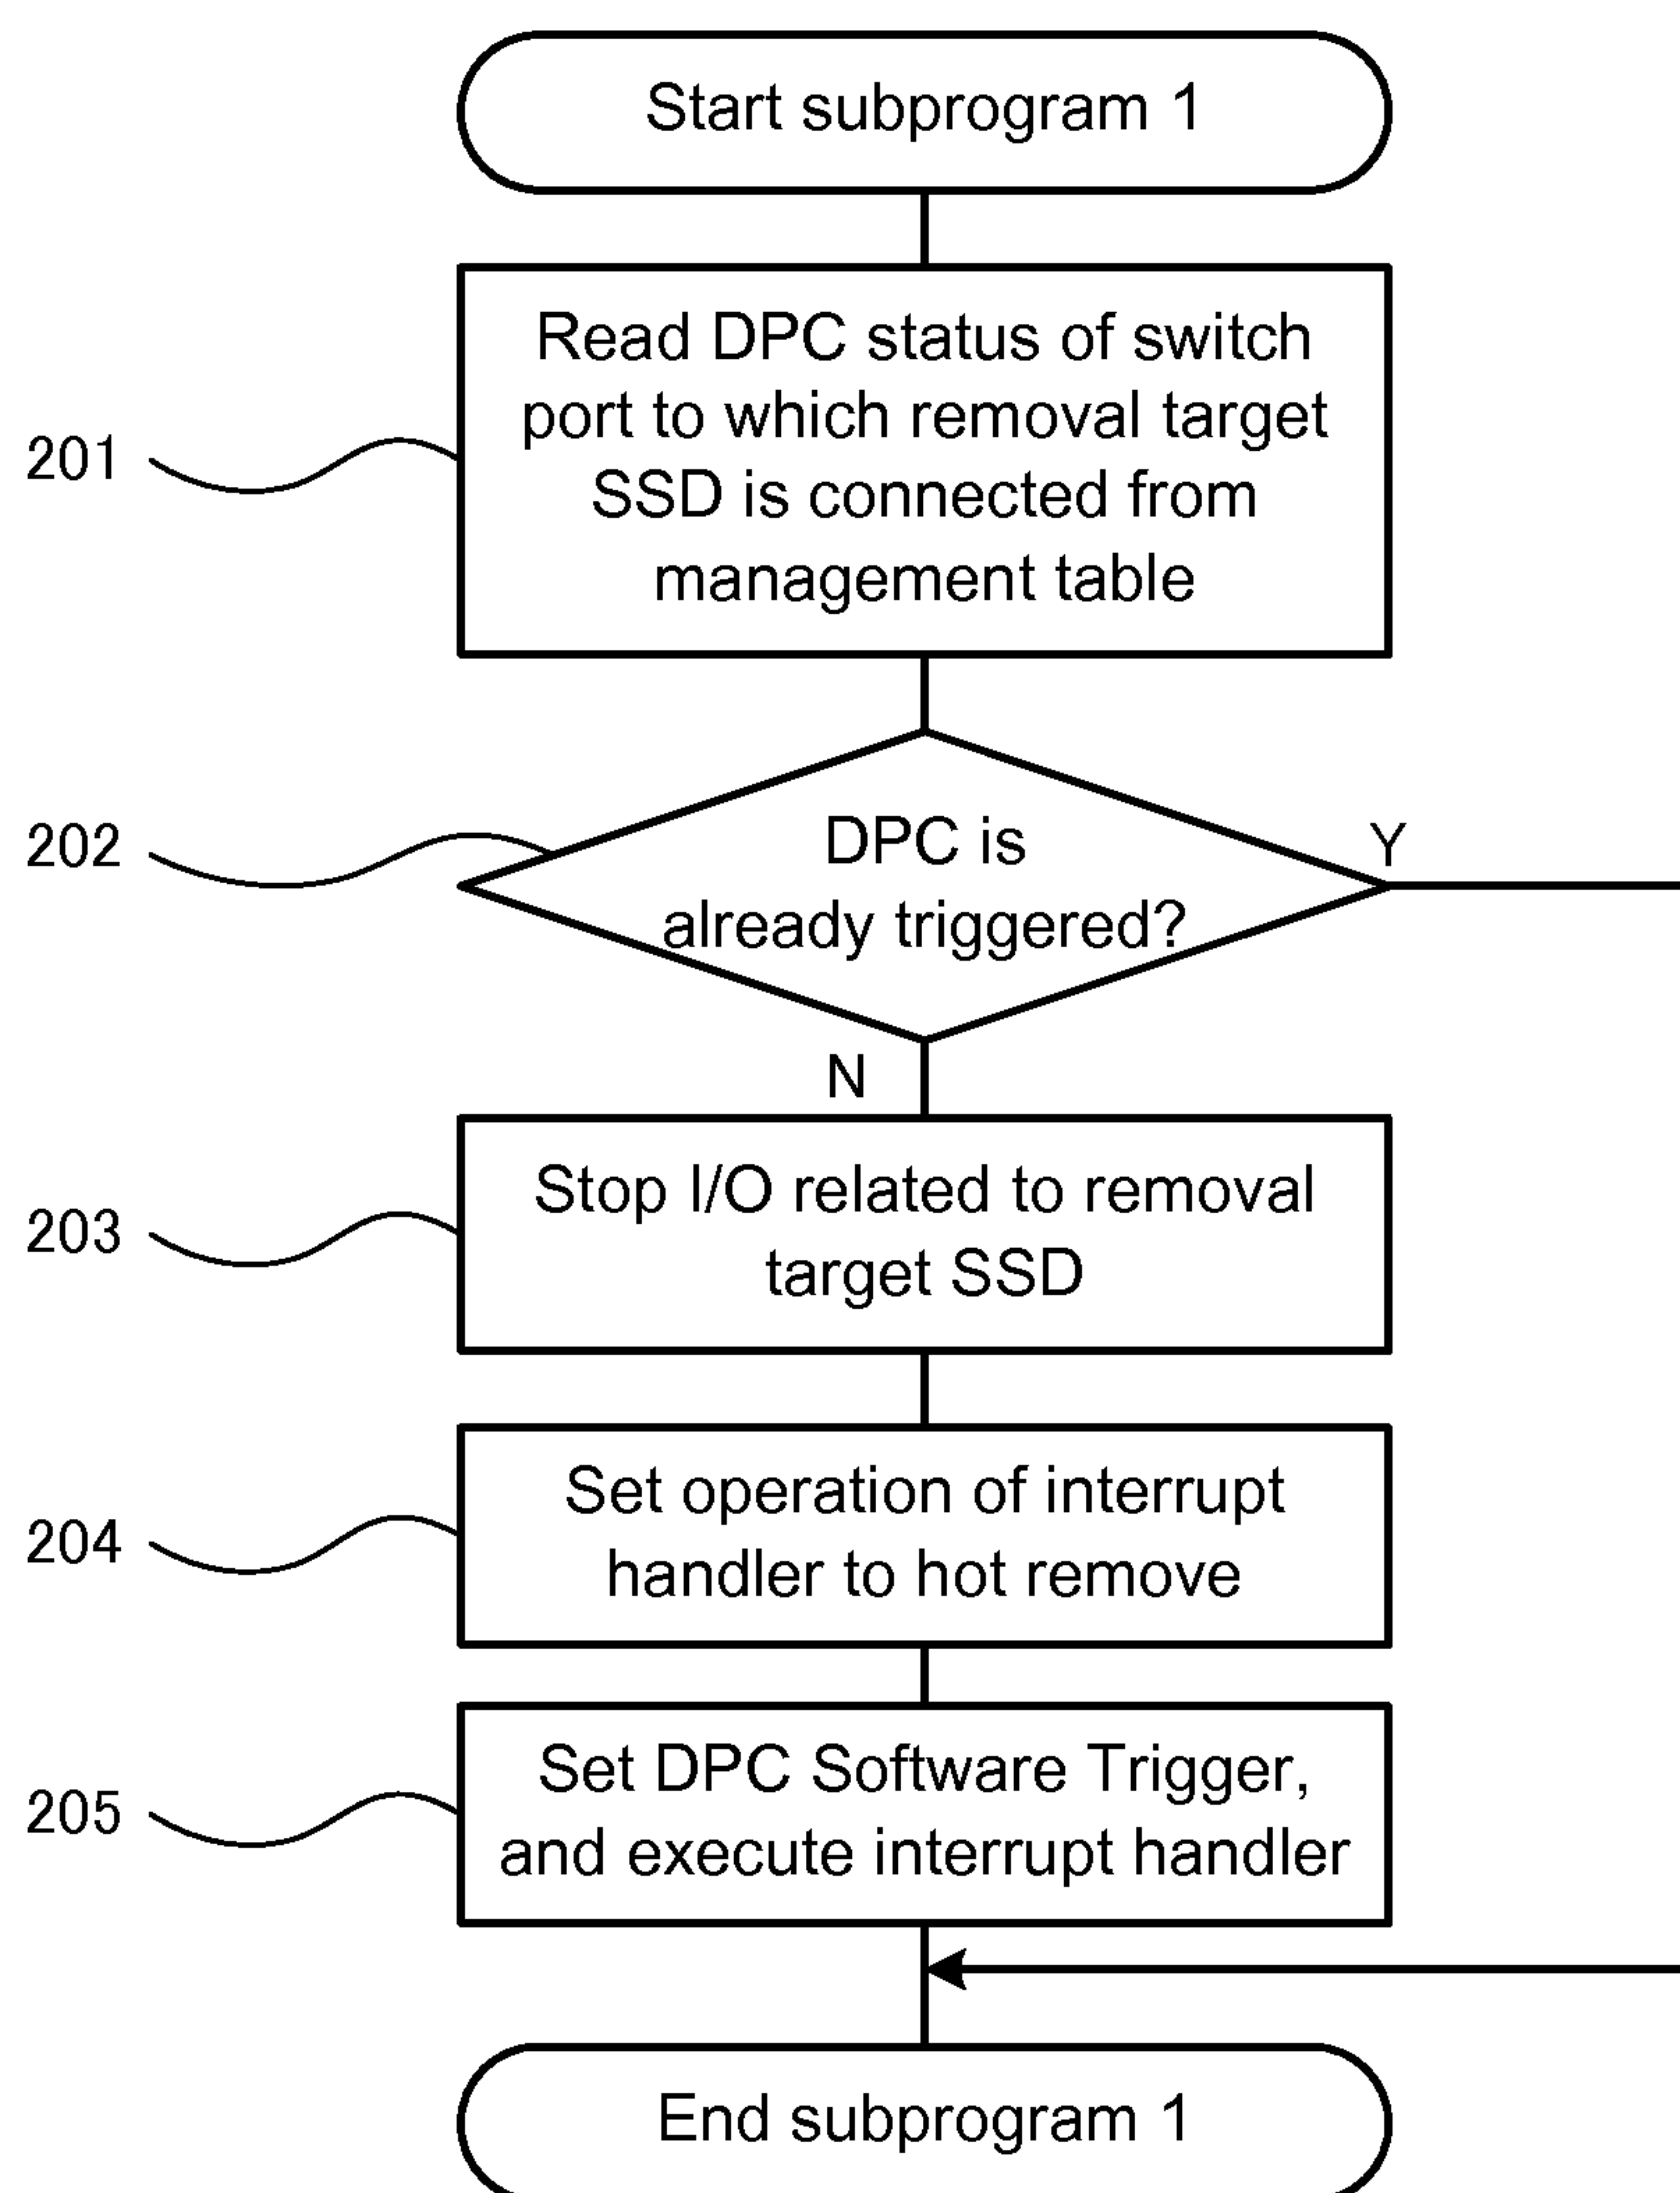 Start subprogram 1
Read DPC status of switch
port to which removal target
SSD is connected from
management table
201
DPC is
already triggered?
202
Y
N
Stop I/O related to removal
target SSD
203
Set operation of interrupt
handler to hot remove
204
Set DPC Software Trigger,
and execute interrupt handler
205
End subprogram 1